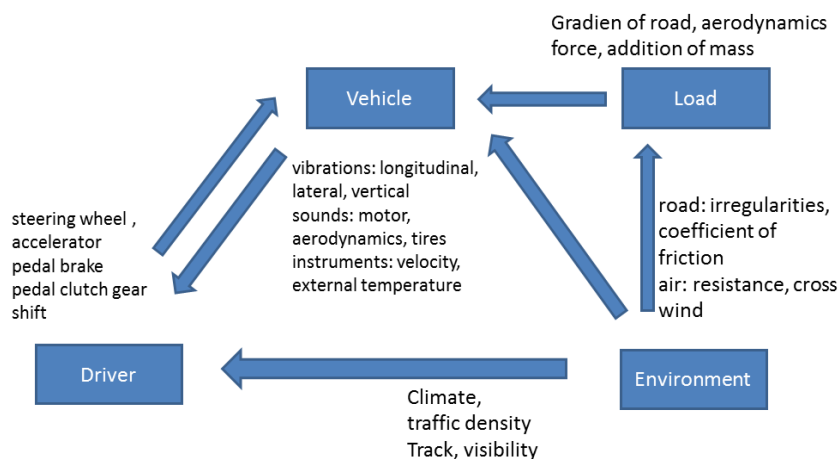 Gradien of road, aerodynamics
force, addition of mass
Vehicle
Load
vibrations: longitudinal,
lateral, vertical
sounds: motor,
aerodynamics, tires
instruments: velocity,
external temperature
steering wheel ,
accelerator
pedal brake
pedal clutch gear
shift
road: irregularities,
coefficient of
friction
air: resistance, cross
wind
Driver
Environment
Climate,
traffic density
Track, visibility